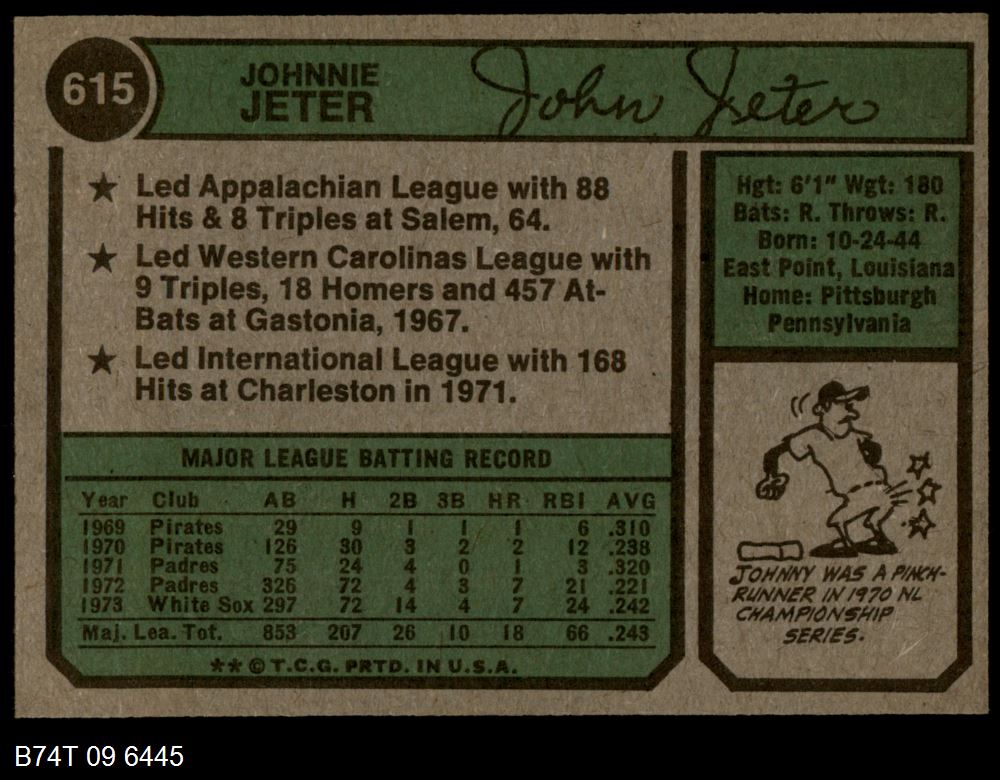 615
JOHNNIE
JETER
John Jeter
★ Led Appalachian League with 88
Hits & 8 Triples at Salem, 64.
★ Led Western Carolinas League with
9 Triples, 18 Homers and 457 At-
Bats at Gastonia, 1967.
★ Led International League with 168
Hits at Charleston in 1971.
Hgt: 6'1" Wgt: 180
Bats: R. Throws: R.
Born: 10-24-44
East Point, Louisiana
Home: Pittsburgh
Pennsylvania
MAJOR LEAGUE BATTING RECORD
Year Club AB H 2B 3B HR RBI AVG
1969 Pirates 29 9 1 1 1 6 .310
1970 Pirates 126 30 3 2 2 12 .238
1971 Padres 75 24 4 0 1 3 .320
1972 Padres 326 72 4 3 7 21 .221
1973 White Sox 297 72 14 4 7 24 .242
Maj. Lea. Tot. 853 207 26 10 18 66 .243
★★ © T.C.G. PRTD. IN U.S.A.
JOHNNY WAS A PINCH-
RUNNER IN 1970 NL
CHAMPIONSHIP
SERIES.
B74T 09 6445